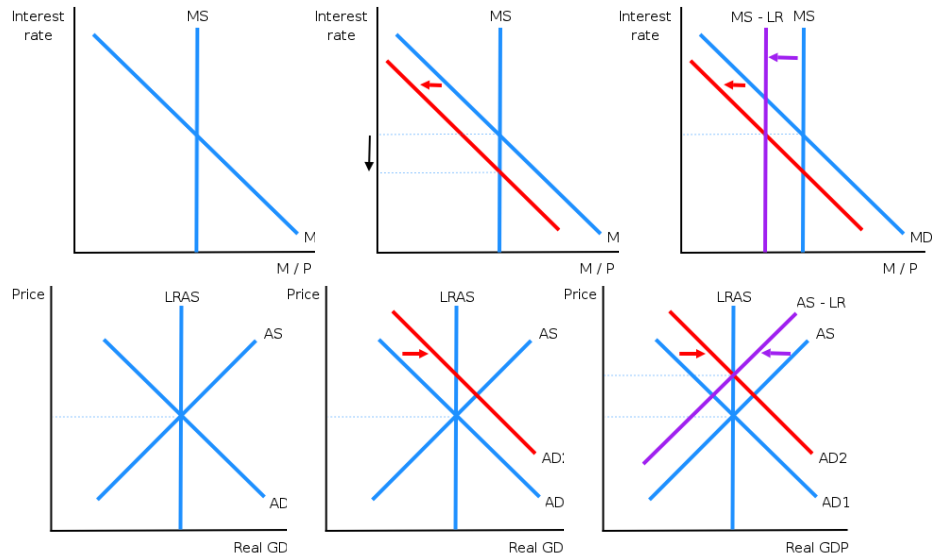 Interest
rate
MS
M
M / P
Interest
rate
MS
M
M / P
Interest
rate
MS - LR
MS
MD
M / P
Price
LRAS
AS
AD
Real GD
Price
LRAS
AS
AD2
AD
Real GD
Price
LRAS
AS - LR
AS
AD2
AD1
Real GDP